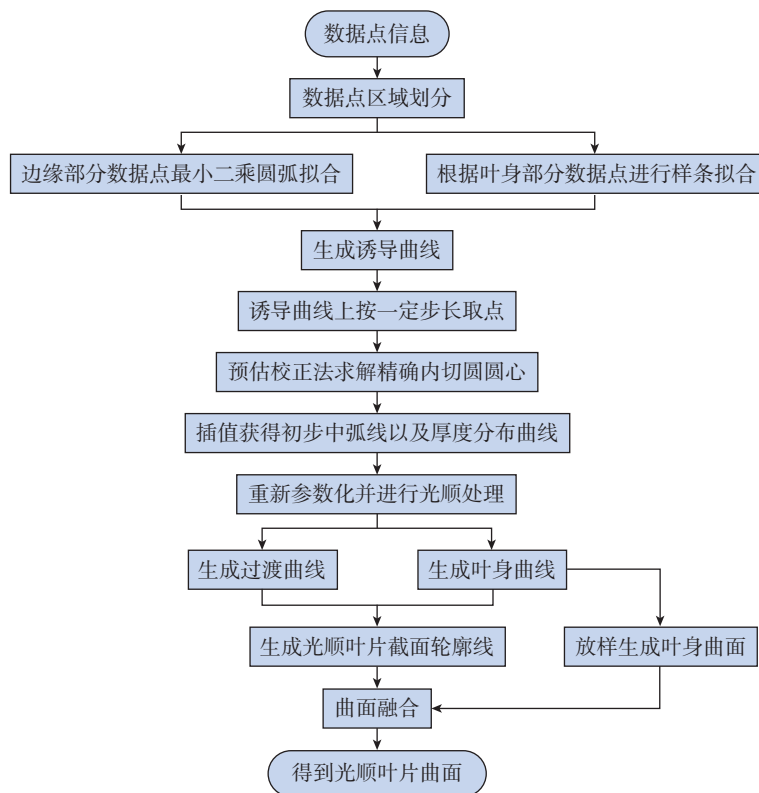 数据点信息
数据点区域划分
边缘部分数据点最小二乘圆弧拟合
根据叶身部分数据点进行样条拟合
生成诱导曲线
诱导曲线上按一定步长取点
预估校正法求解精确内切圆圆心
插值获得初步中弧线以及厚度分布曲线
重新参数化并进行光顺处理
生成过渡曲线
生成叶身曲线
生成光顺叶片截面轮廓线
放样生成叶身曲面
曲面融合
得到光顺叶片曲面